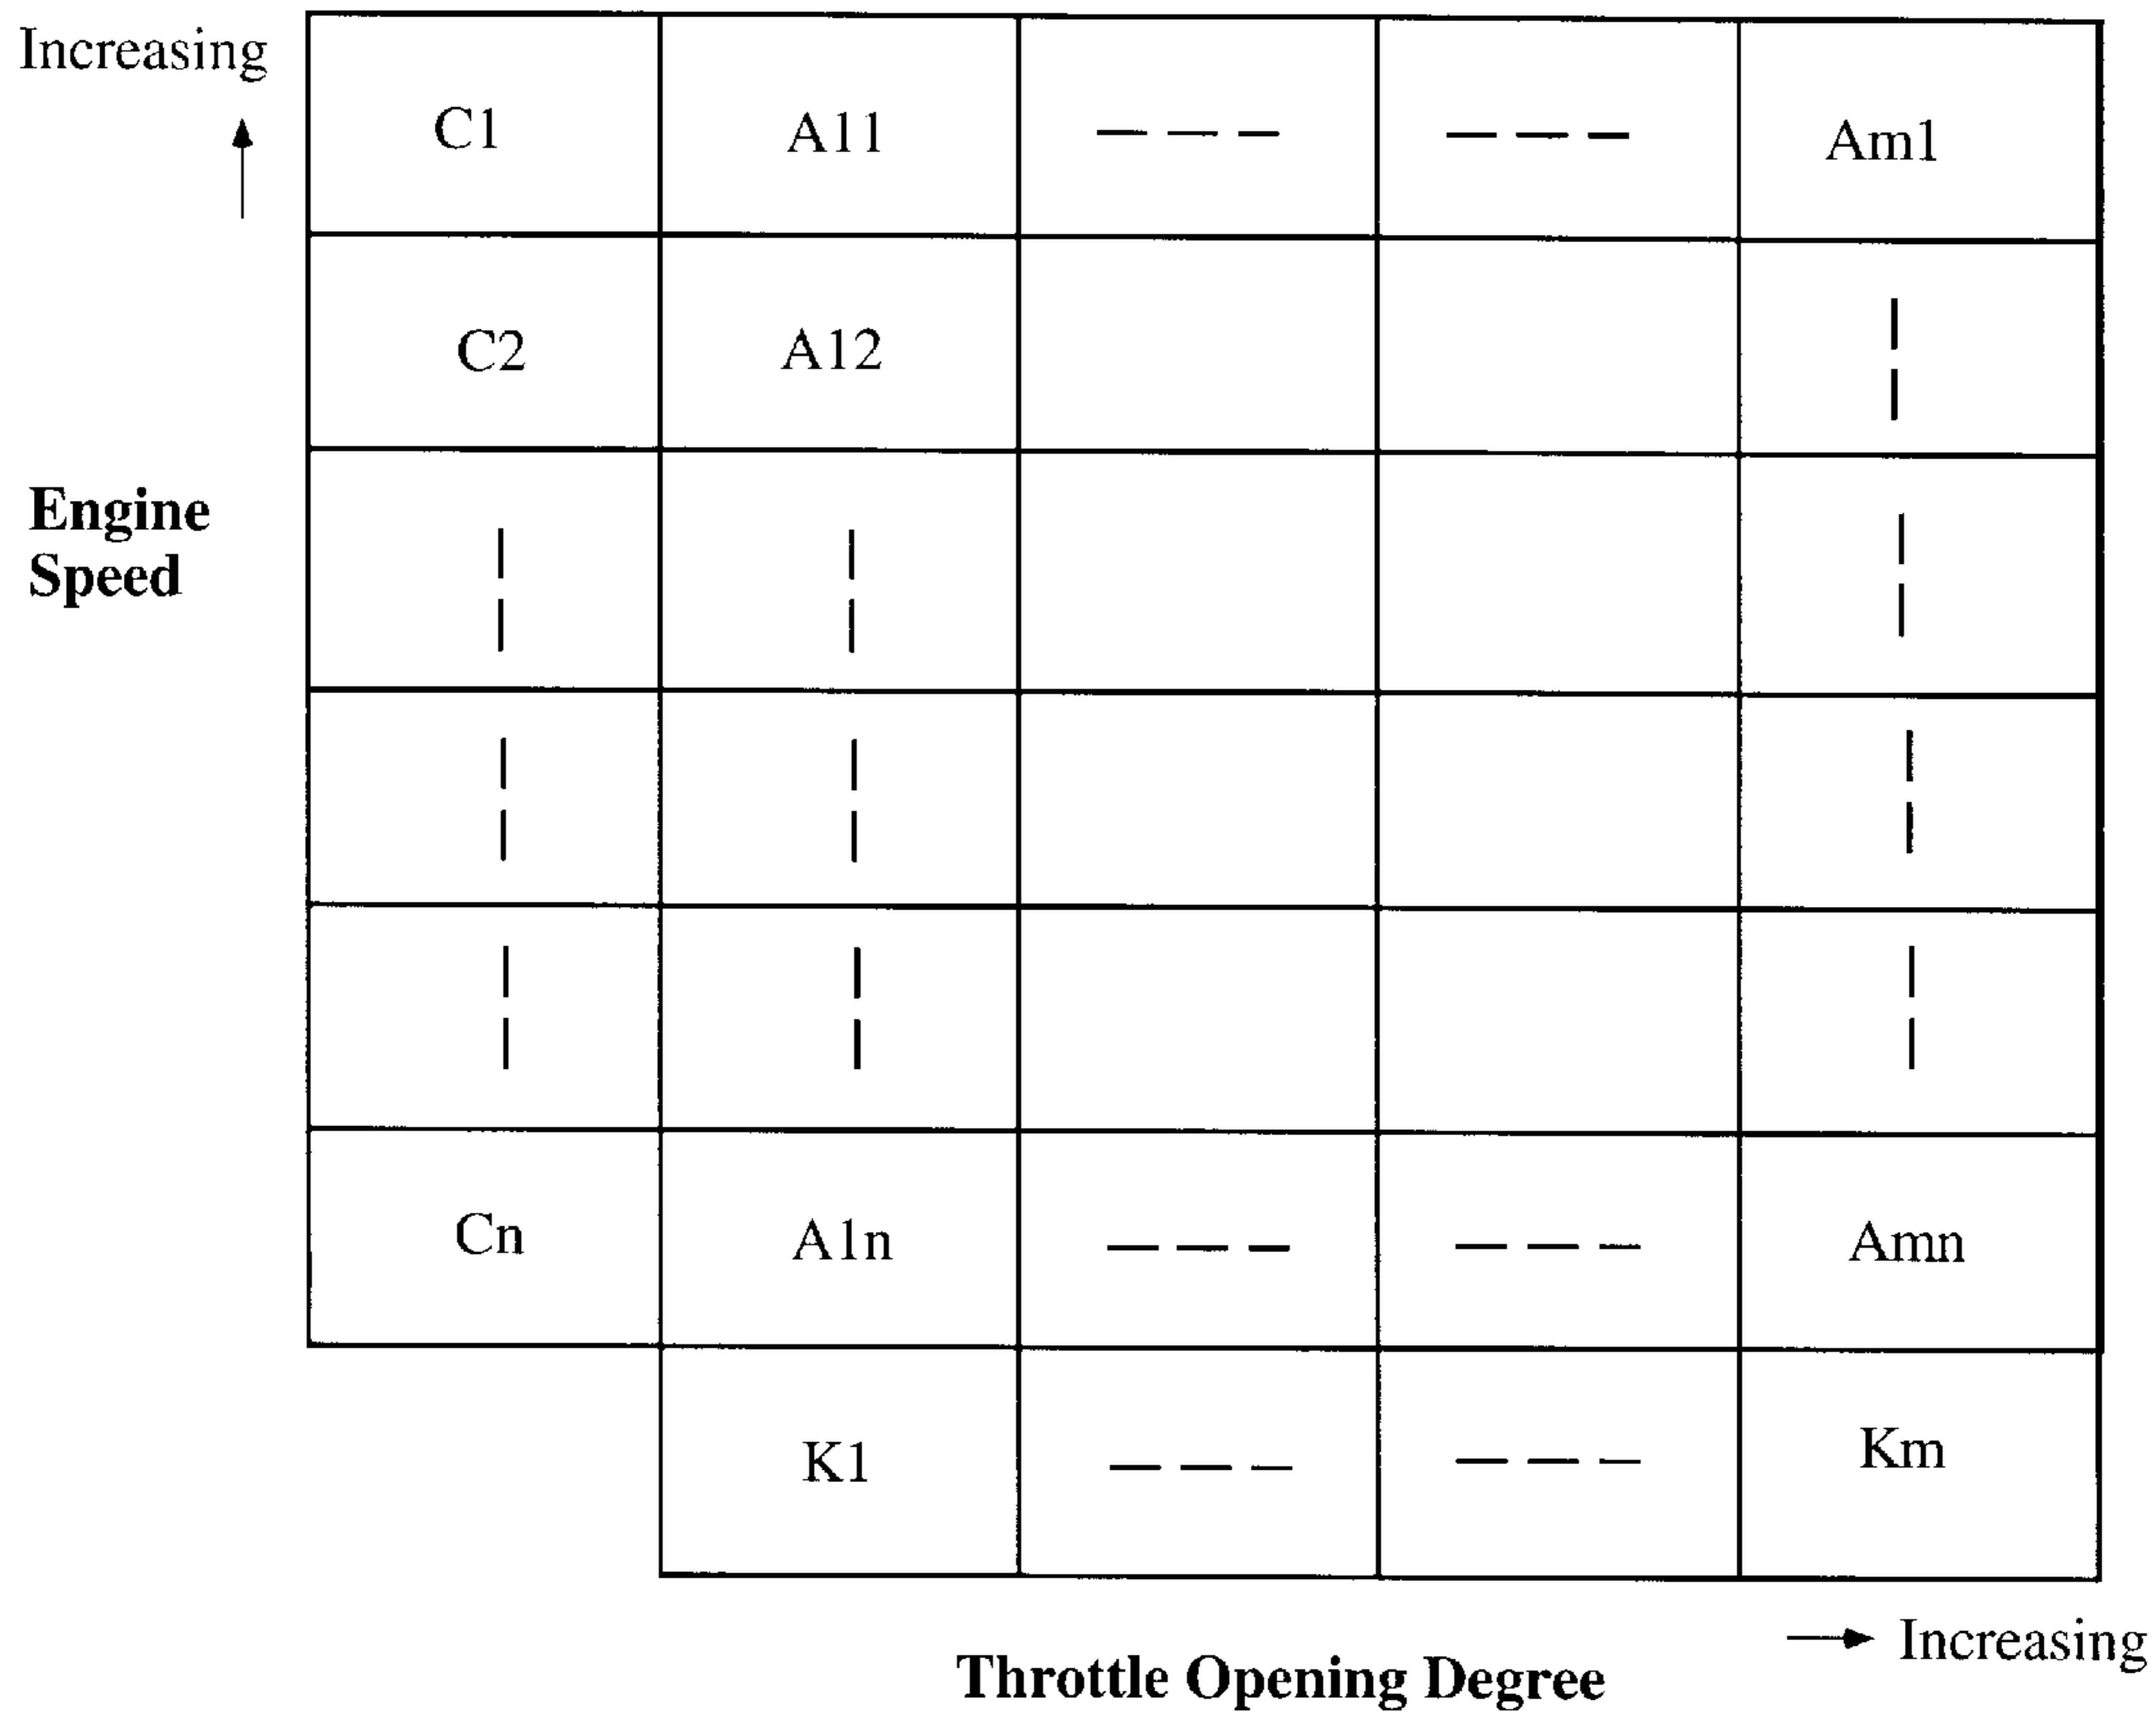 Increasing
C1 A11 Am1
C2 A12
Engine
Speed
Cn A1n Amn
K1 Km
Increasing
Throttle Opening Degree